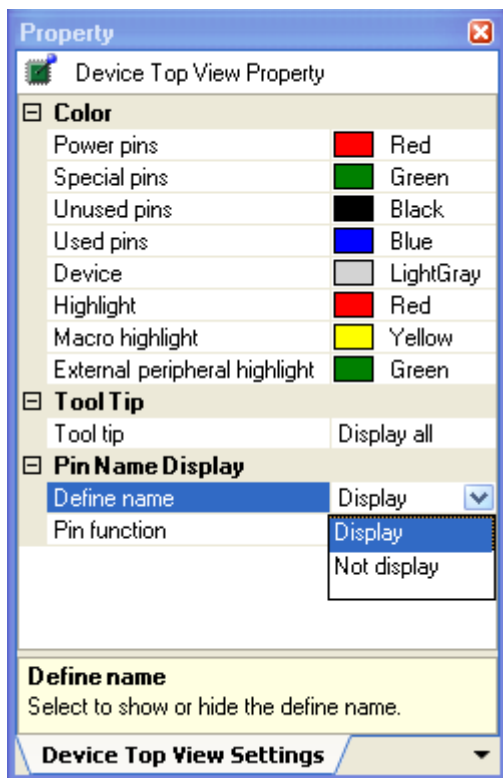 Property
Device Top View Property
Color
Power pins Red
Special pins Green
Unused pins Black
Used pins Blue
Device LightGray
Highlight Red
Macro highlight Yellow
External peripheral highlight Green
Tool Tip
Tool tip Display all
Pin Name Display
Define name Display
Pin function Display
Not display
Define name
Select to show or hide the define name.
Device Top View Settings